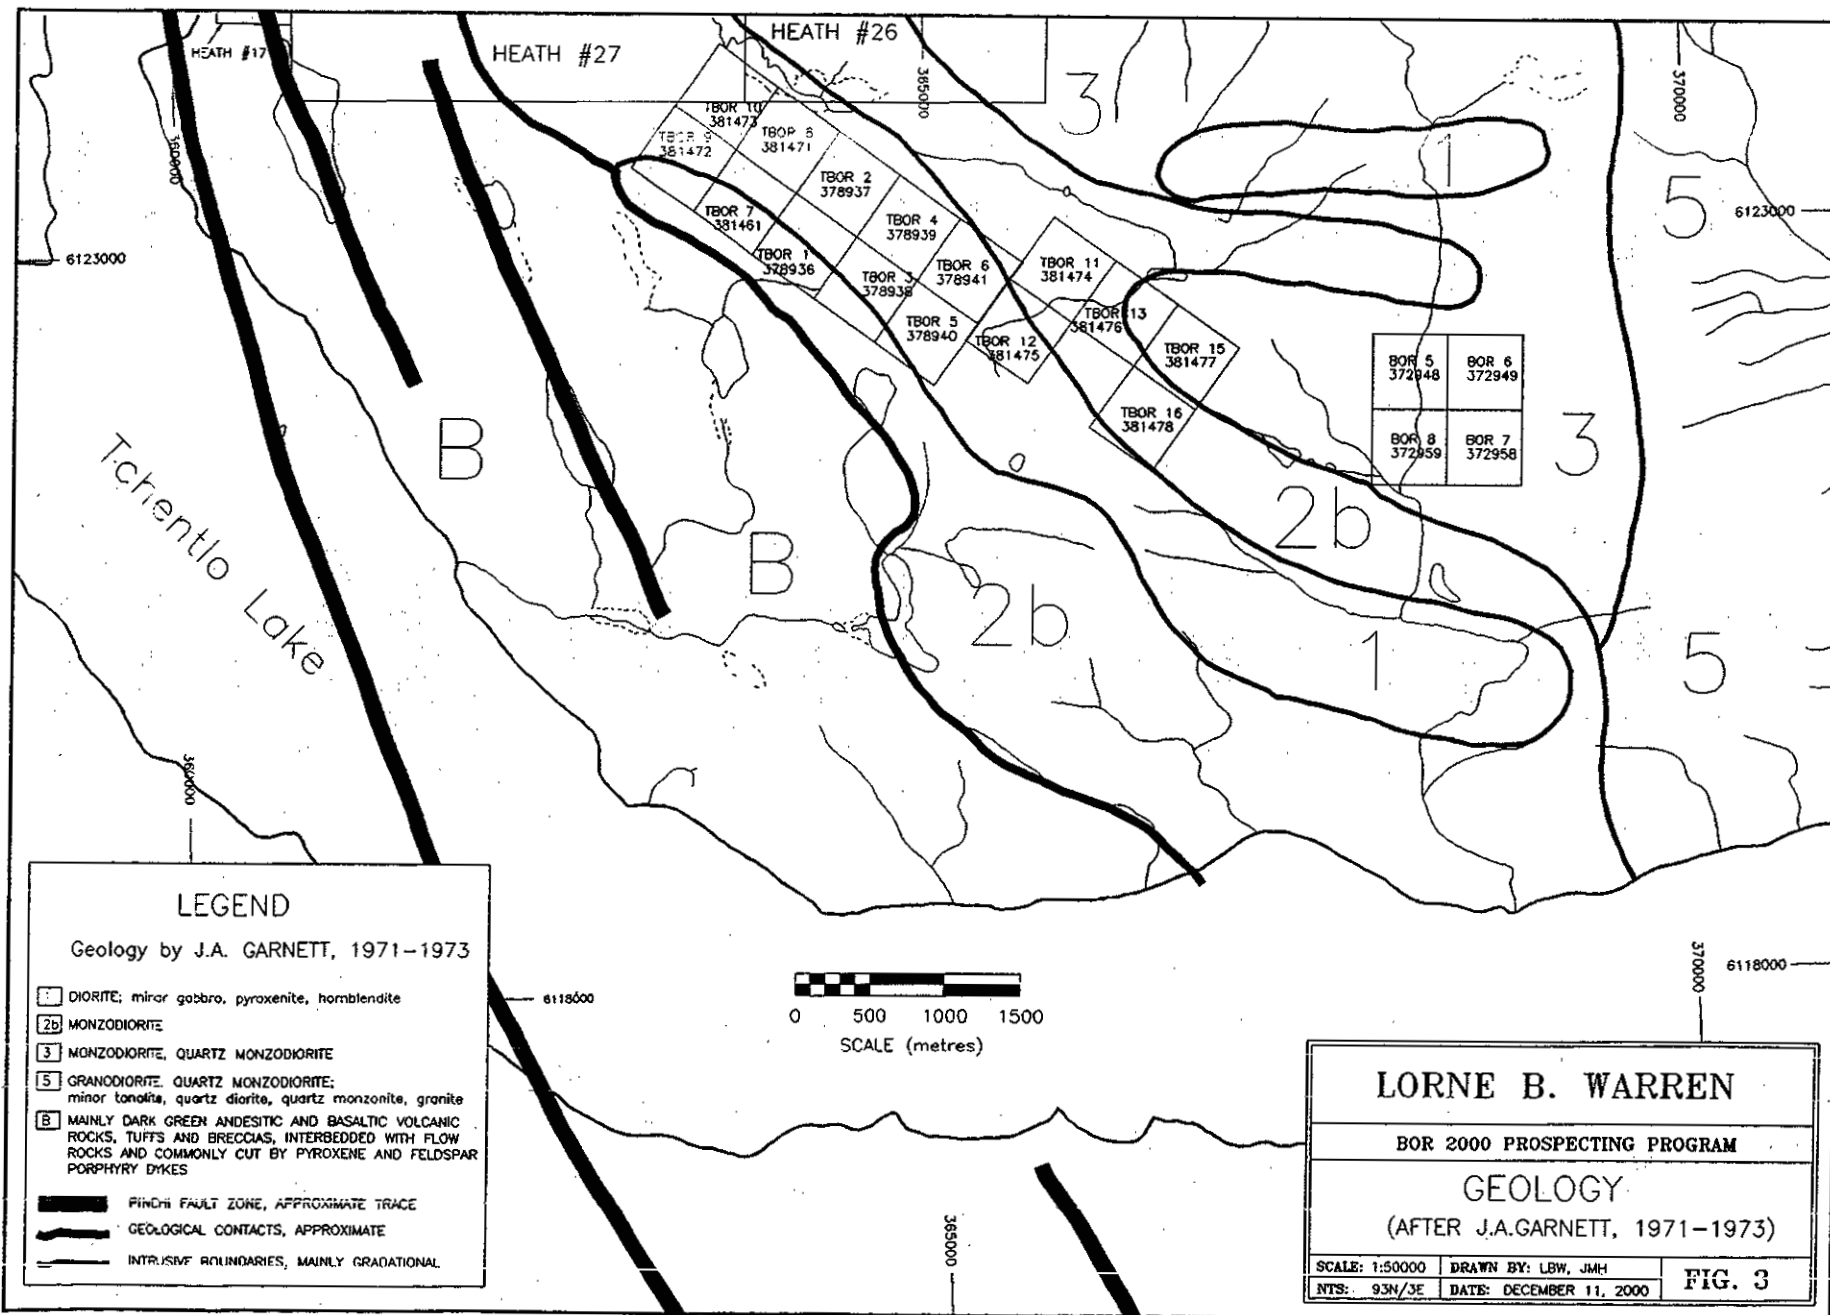 HEATH #17
HEATH #27
HEATH #26
360000
365000
370000
3
1
5
6123000
6123000
TBOR 10
381473
TBOR 9
381472
TBOR 8
381471
TBOR 2
378937
TBOR 7
381461
TBOR 4
378939
TBOR 1
378936
TBOR 3
378938
TBOR 6
378941
TBOR 11
381474
TBOR 5
378940
TBOR 12
381475
TBOR 13
381476
TBOR 15
381477
TBOR 16
381478
BOR 5
372948
BOR 6
372949
BOR 8
372959
BOR 7
372958
3
B
B
2b
2b
1
5
Tchentlo Lake
360000
370000
6118000
6118000
365000
LEGEND
Geology by J.A. GARNETT, 1971-1973
DIORITE; minor gabbro, pyroxenite, hornblendite
2b MONZODIORITE
3 MONZODIORITE, QUARTZ MONZODIORITE
5 GRANODIORITE, QUARTZ MONZODIORITE;
minor tonalite, quartz diorite, quartz monzonite, granite
B MAINLY DARK GREEN ANDESITIC AND BASALTIC VOLCANIC
ROCKS, TUFFS AND BRECCIAS, INTERBEDDED WITH FLOW
ROCKS AND COMMONLY CUT BY PYROXENE AND FELDSPAR
PORPHYRY DYKES
PINCHI FAULT ZONE, APPROXIMATE TRACE
GEOLOGICAL CONTACTS, APPROXIMATE
INTRUSIVE BOUNDARIES, MAINLY GRADATIONAL
0 500 1000 1500
SCALE (metres)
LORNE B. WARREN
BOR 2000 PROSPECTING PROGRAM
GEOLOGY
(AFTER J.A.GARNETT, 1971-1973)
SCALE: 1:50000 DRAWN BY: LBW, JMH
NTS: 93N/3E DATE: DECEMBER 11, 2000
FIG. 3